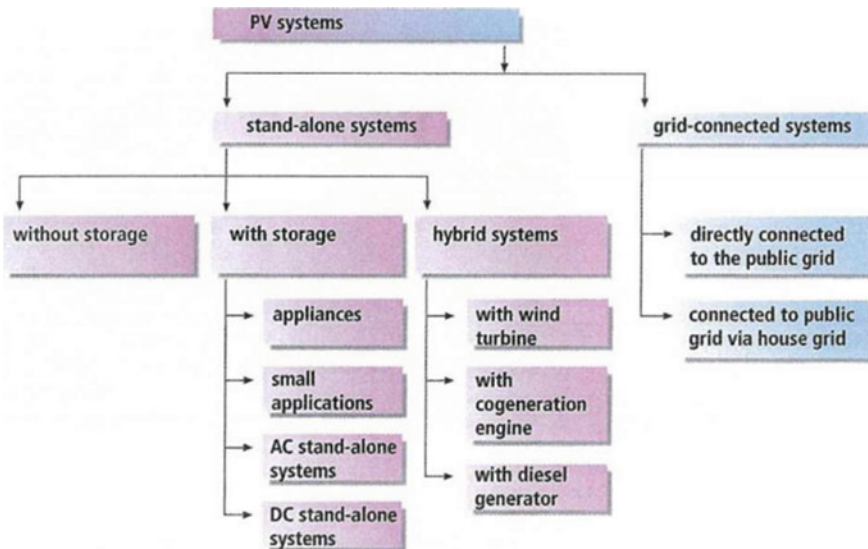 PV systems
stand-alone systems
grid-connected systems
without storage
with storage
hybrid systems
directly connected
to the public grid
appliances
with wind
turbine
connected to public
grid via house grid
small
applications
with
cogeneration
engine
AC stand-alone
systems
with diesel
generator
DC stand-alone
systems